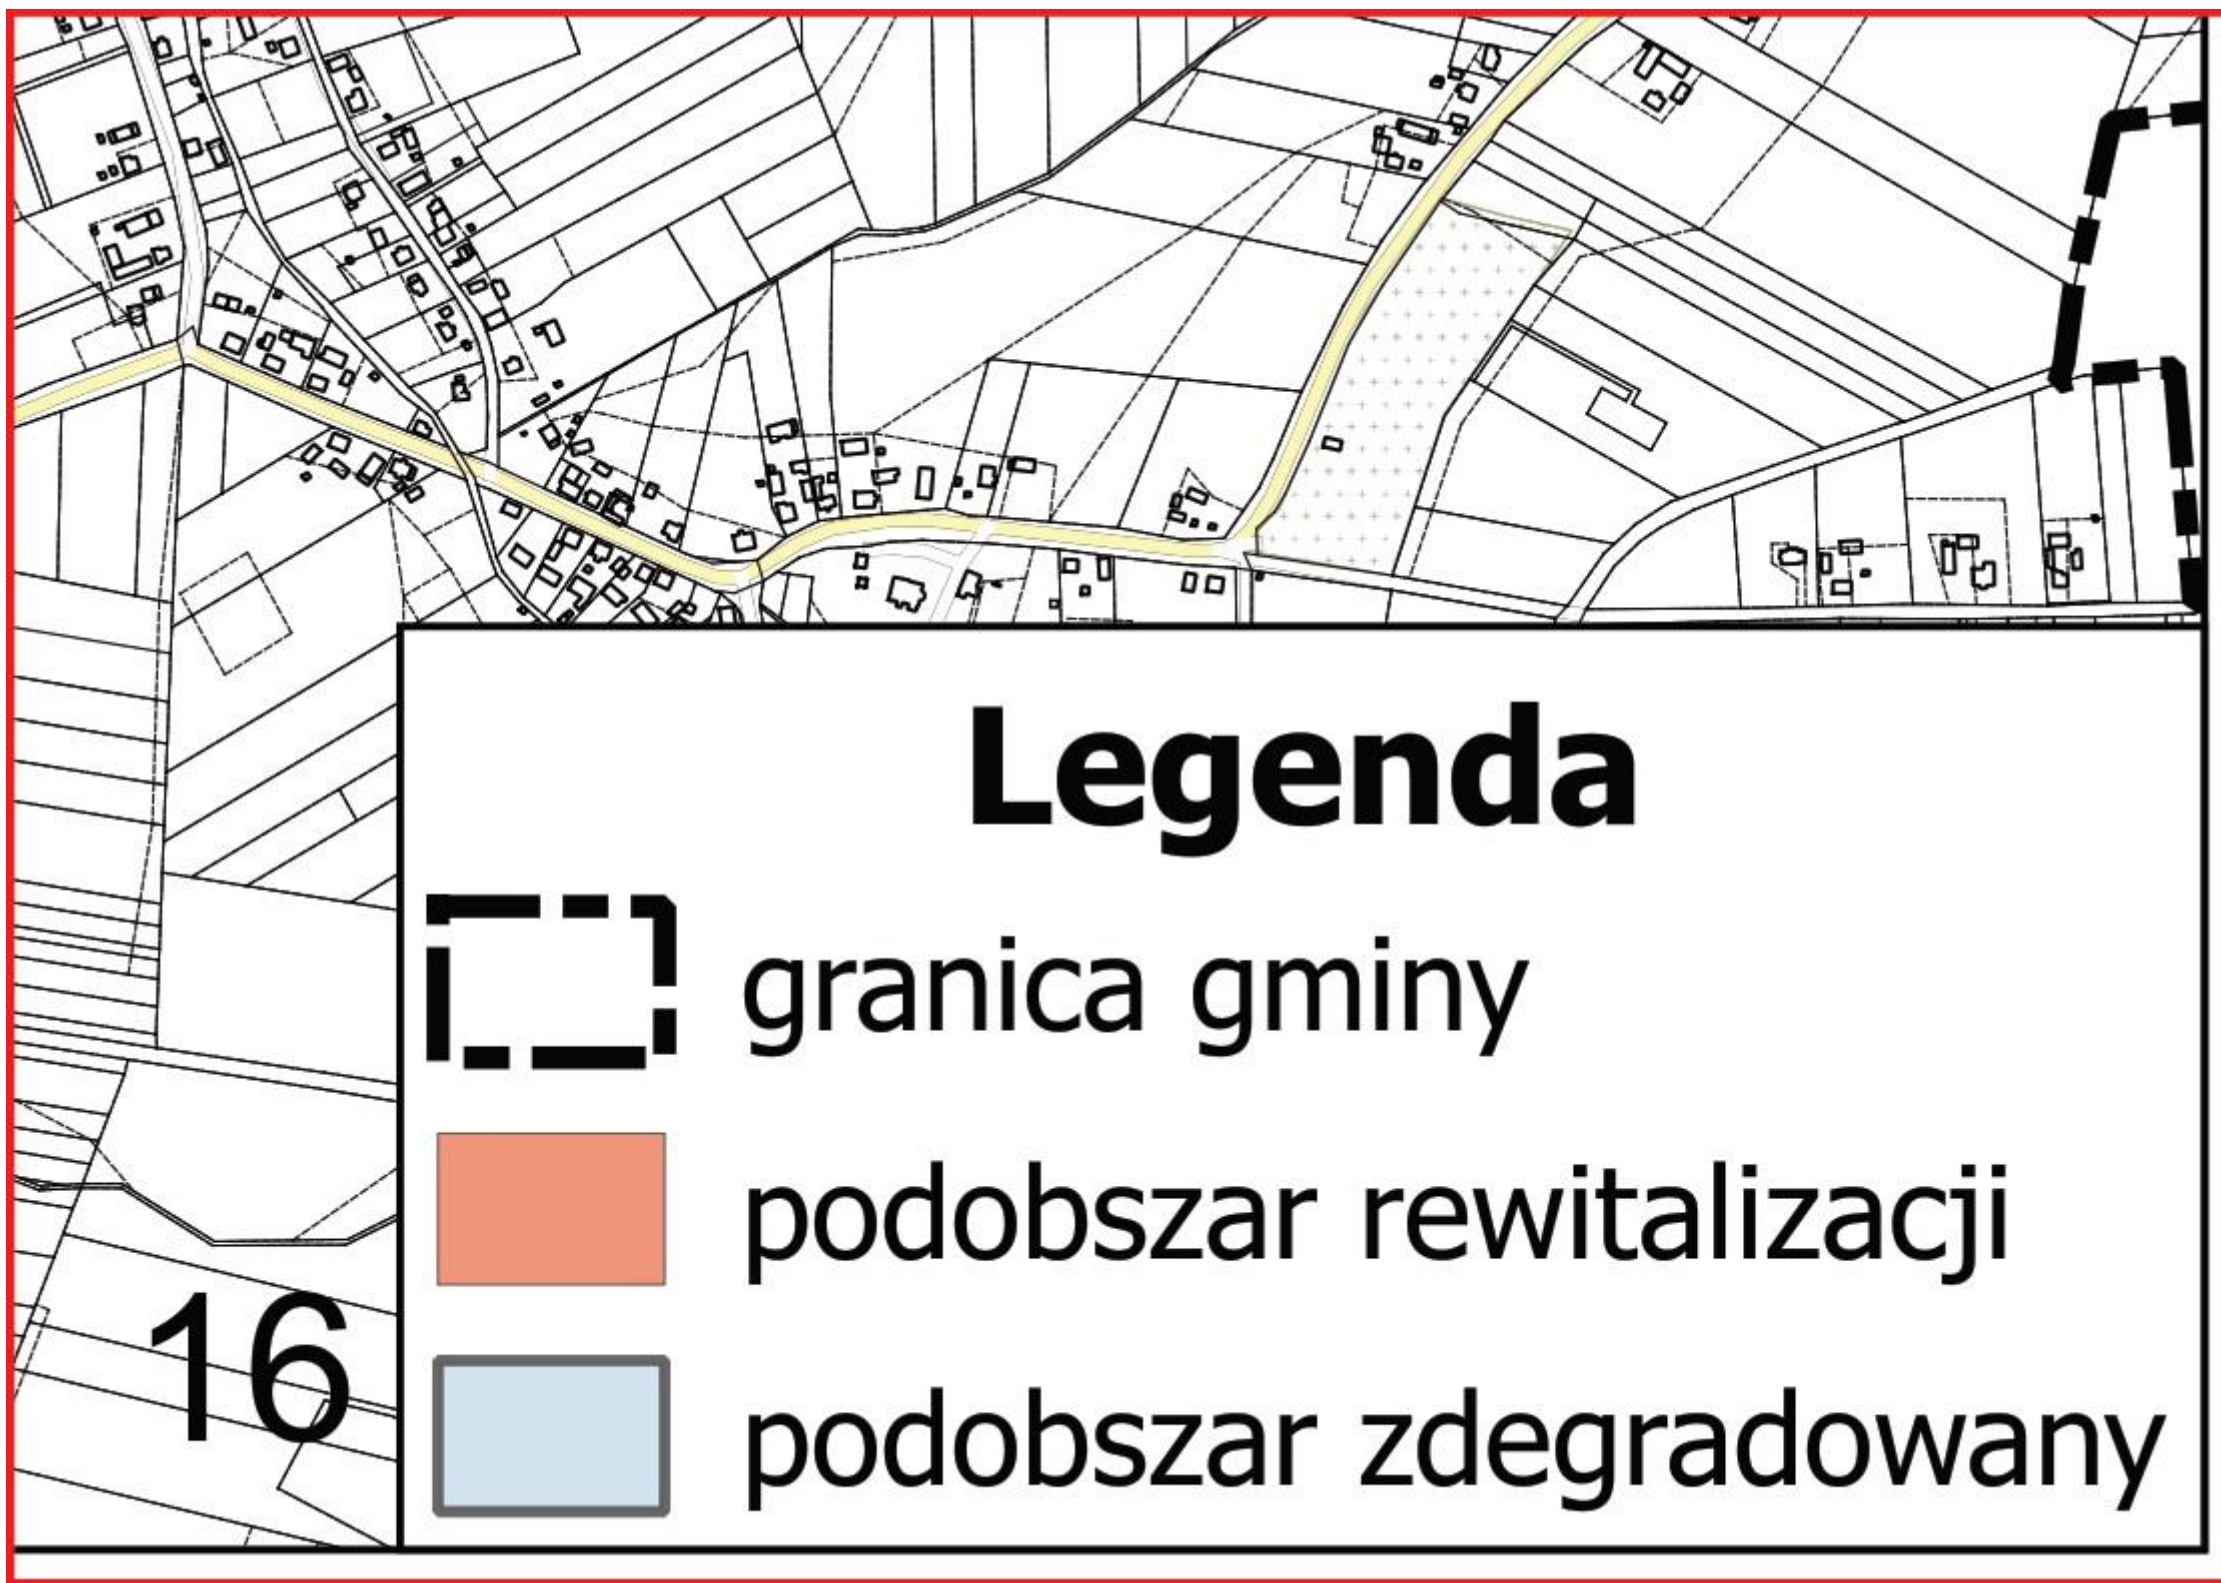 Legenda
granica gminy
podobszar rewitalizacji
16
podobszar zdegradowany